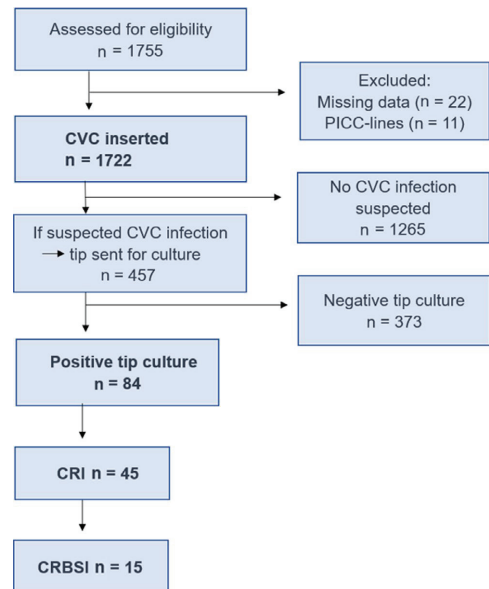 Assessed for eligibility
n = 1755
Excluded:
Missing data (n = 22)
PICC-lines (n = 11)
CVC inserted
n = 1722
No CVC infection
suspected
n = 1265
If suspected CVC infection
→ tip sent for culture
n = 457
Negative tip culture
n = 373
Positive tip culture
n = 84
CRI n = 45
CRBSI n = 15